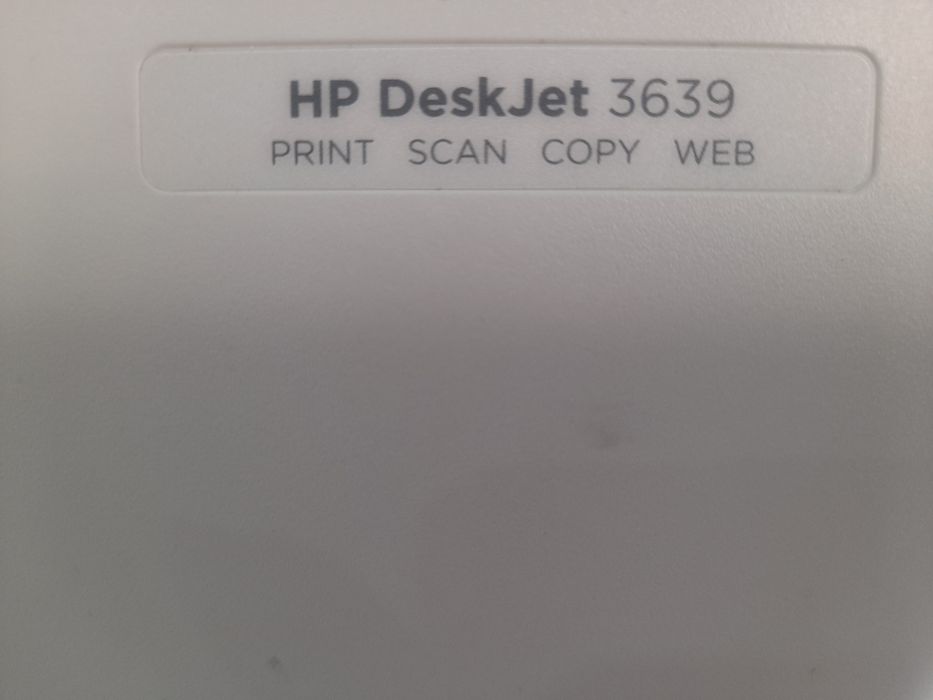 HP DeskJet 3639
PRINT SCAN COPY WEB